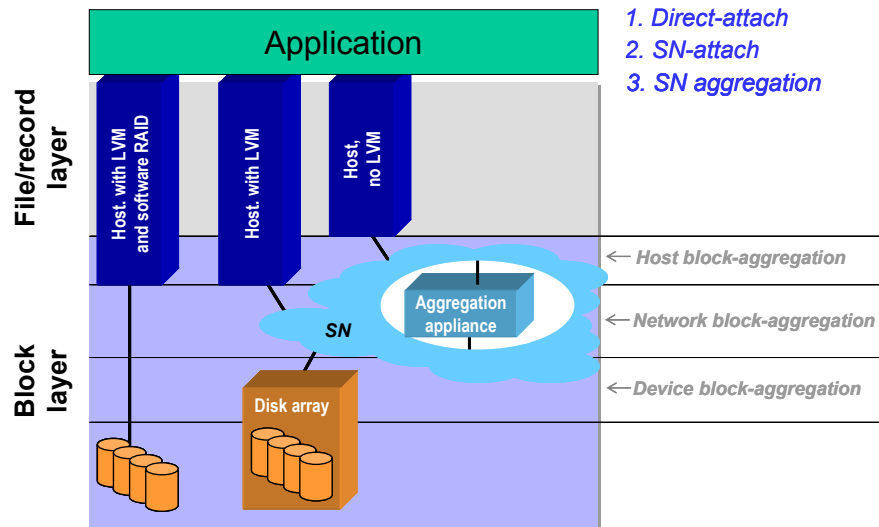 Application
1. Direct-attach
2. SN-attach
3. SN aggregation
File/record
layer
Host. with LVM
and software RAID
Host. with LVM
Host,
no LVM
Host block-aggregation
Aggregation
appliance
SN
Network block-aggregation
Block
layer
Device block-aggregation
Disk array